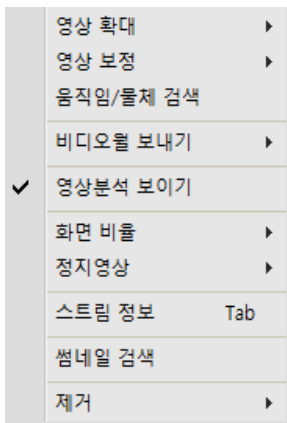 영상 확대
영상 보정
움직임/물체 검색
비디오월 보내기
영상분석 보이기
화면 비율
정지영상
스트림 정보 Tab
썸네일 검색
제거